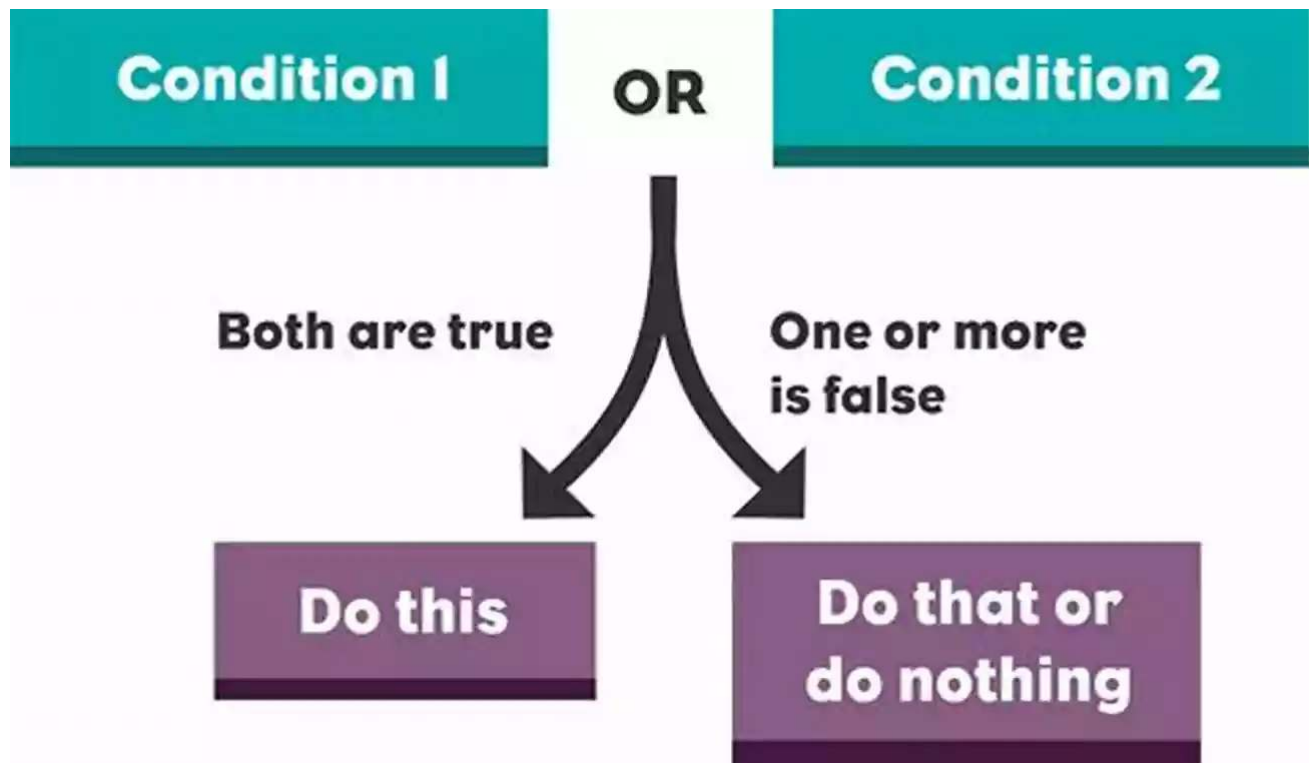 Condition 1
OR
Condition 2
Both are true
One or more
is false
Do this
Do that or
do nothing